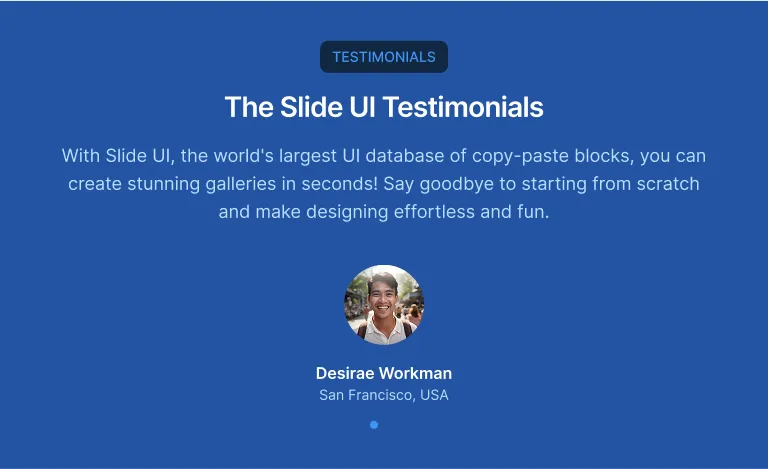 TESTIMONIALS
The Slide UI Testimonials
With Slide UI, the world's largest UI database of copy-paste blocks, you can
create stunning galleries in seconds! Say goodbye to starting from scratch
and make designing effortless and fun.
Desirae Workman
San Francisco, USA